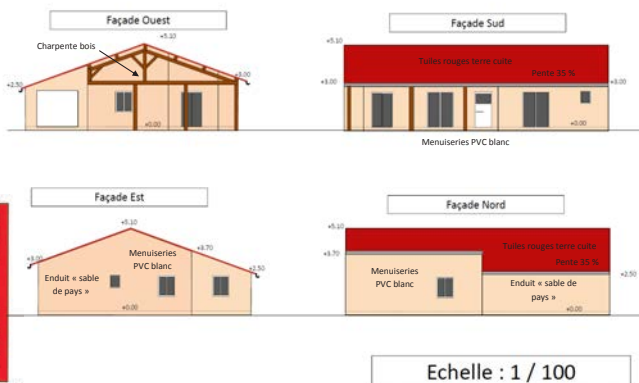 Façade Ouest
+5.10
Charpente bois
+3.00
+2.50
+0.00
Façade Sud
+5.10
Tuiles rouges terre cuite
Pente 35 %
+3.00
+3.00
+0.00
Menuiseries PVC blanc
Façade Est
+5.10
Menuiseries
PVC blanc
+3.70
+3.00
+2.50
Enduit « sable
de pays »
+0.00
Façade Nord
+5.10
Tuiles rouges terre cuite
+3.70
Pente 35 %
Menuiseries
PVC blanc
+2.50
Enduit « sable de
pays »
+0.00
Echelle : 1 / 100